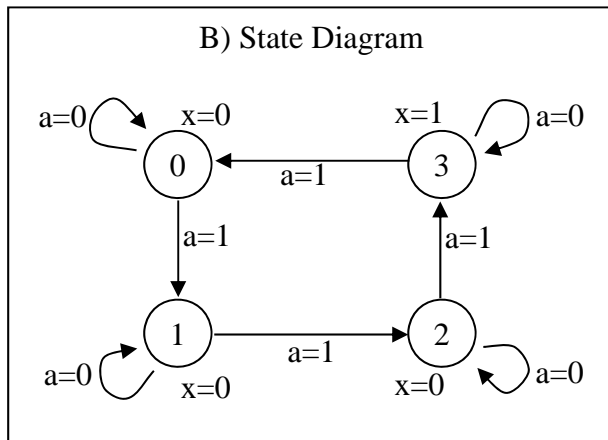 B) State Diagram
a=0
x=0
x=1
a=0
0
3
a=1
a=1
a=1
1
2
a=1
a=0
x=0
x=0
a=0